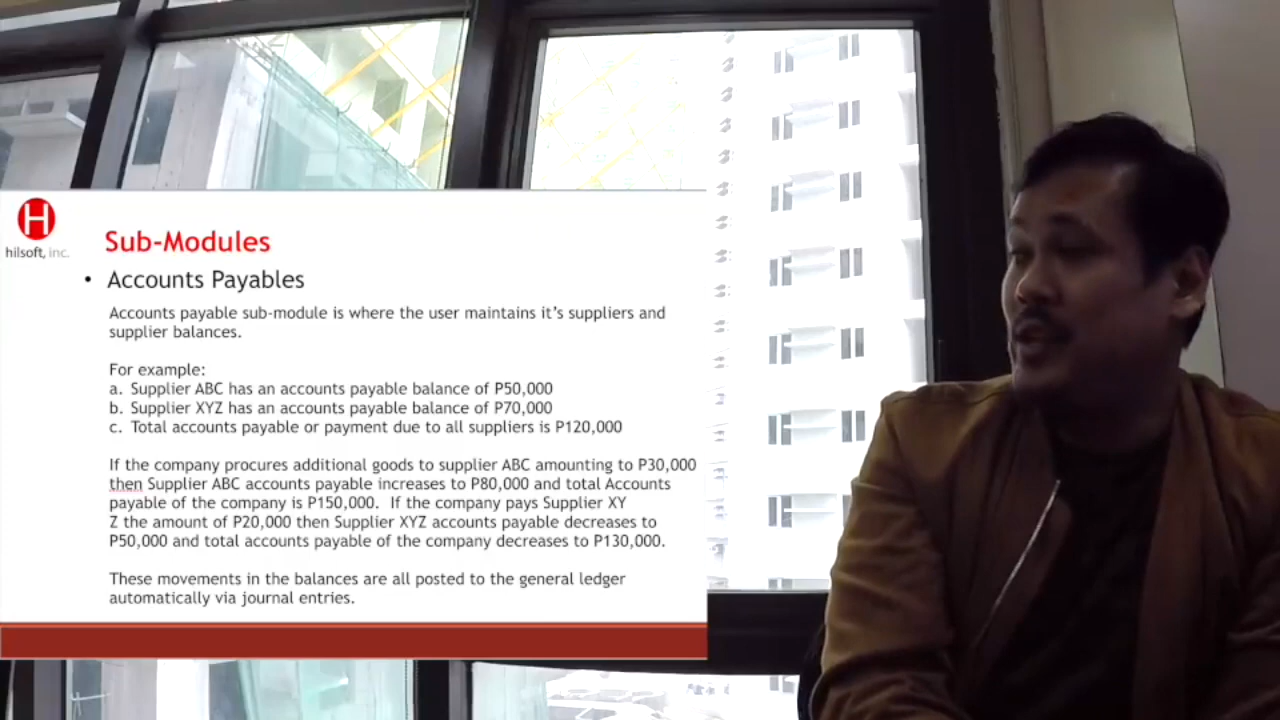 H
hilsoft, inc.
Sub-Modules
• Accounts Payables
Accounts payable sub-module is where the user maintains it's suppliers and
supplier balances.
For example:
a. Supplier ABC has an accounts payable balance of P50,000
b. Supplier XYZ has an accounts payable balance of P70,000
c. Total accounts payable or payment due to all suppliers is P120,000
If the company procures additional goods to supplier ABC amounting to P30,000
then Supplier ABC accounts payable increases to P80,000 and total Accounts
payable of the company is P150,000. If the company pays Supplier XY
Z the amount of P20,000 then Supplier XYZ accounts payable decreases to
P50,000 and total accounts payable of the company decreases to P130,000.
These movements in the balances are all posted to the general ledger
automatically via journal entries.